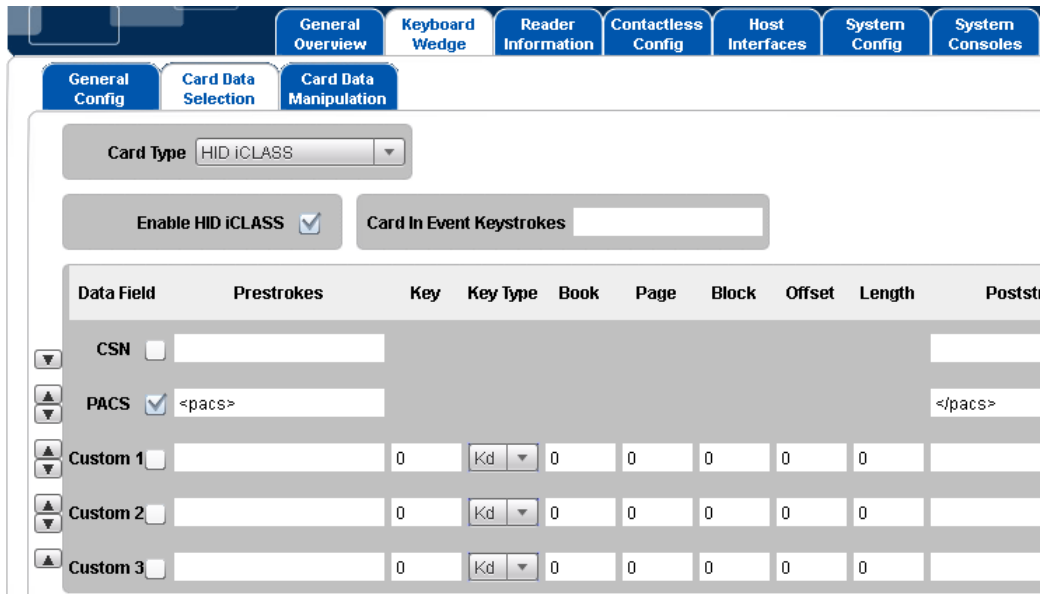 General Overview Keyboard Wedge Reader Information Contactless Config Host Interfaces System Config System Consoles
General Config Card Data Selection Card Data Manipulation
Card Type HID iCLASS
Enable HID iCLASS Card In Event Keystrokes
Data Field Prestrokes Key Key Type Book Page Block Offset Length Poststr
CSN
PACS <pacs> </pacs>
Custom 1 0 Kd 0 0 0 0 0
Custom 2 0 Kd 0 0 0 0 0
Custom 3 0 Kd 0 0 0 0 0